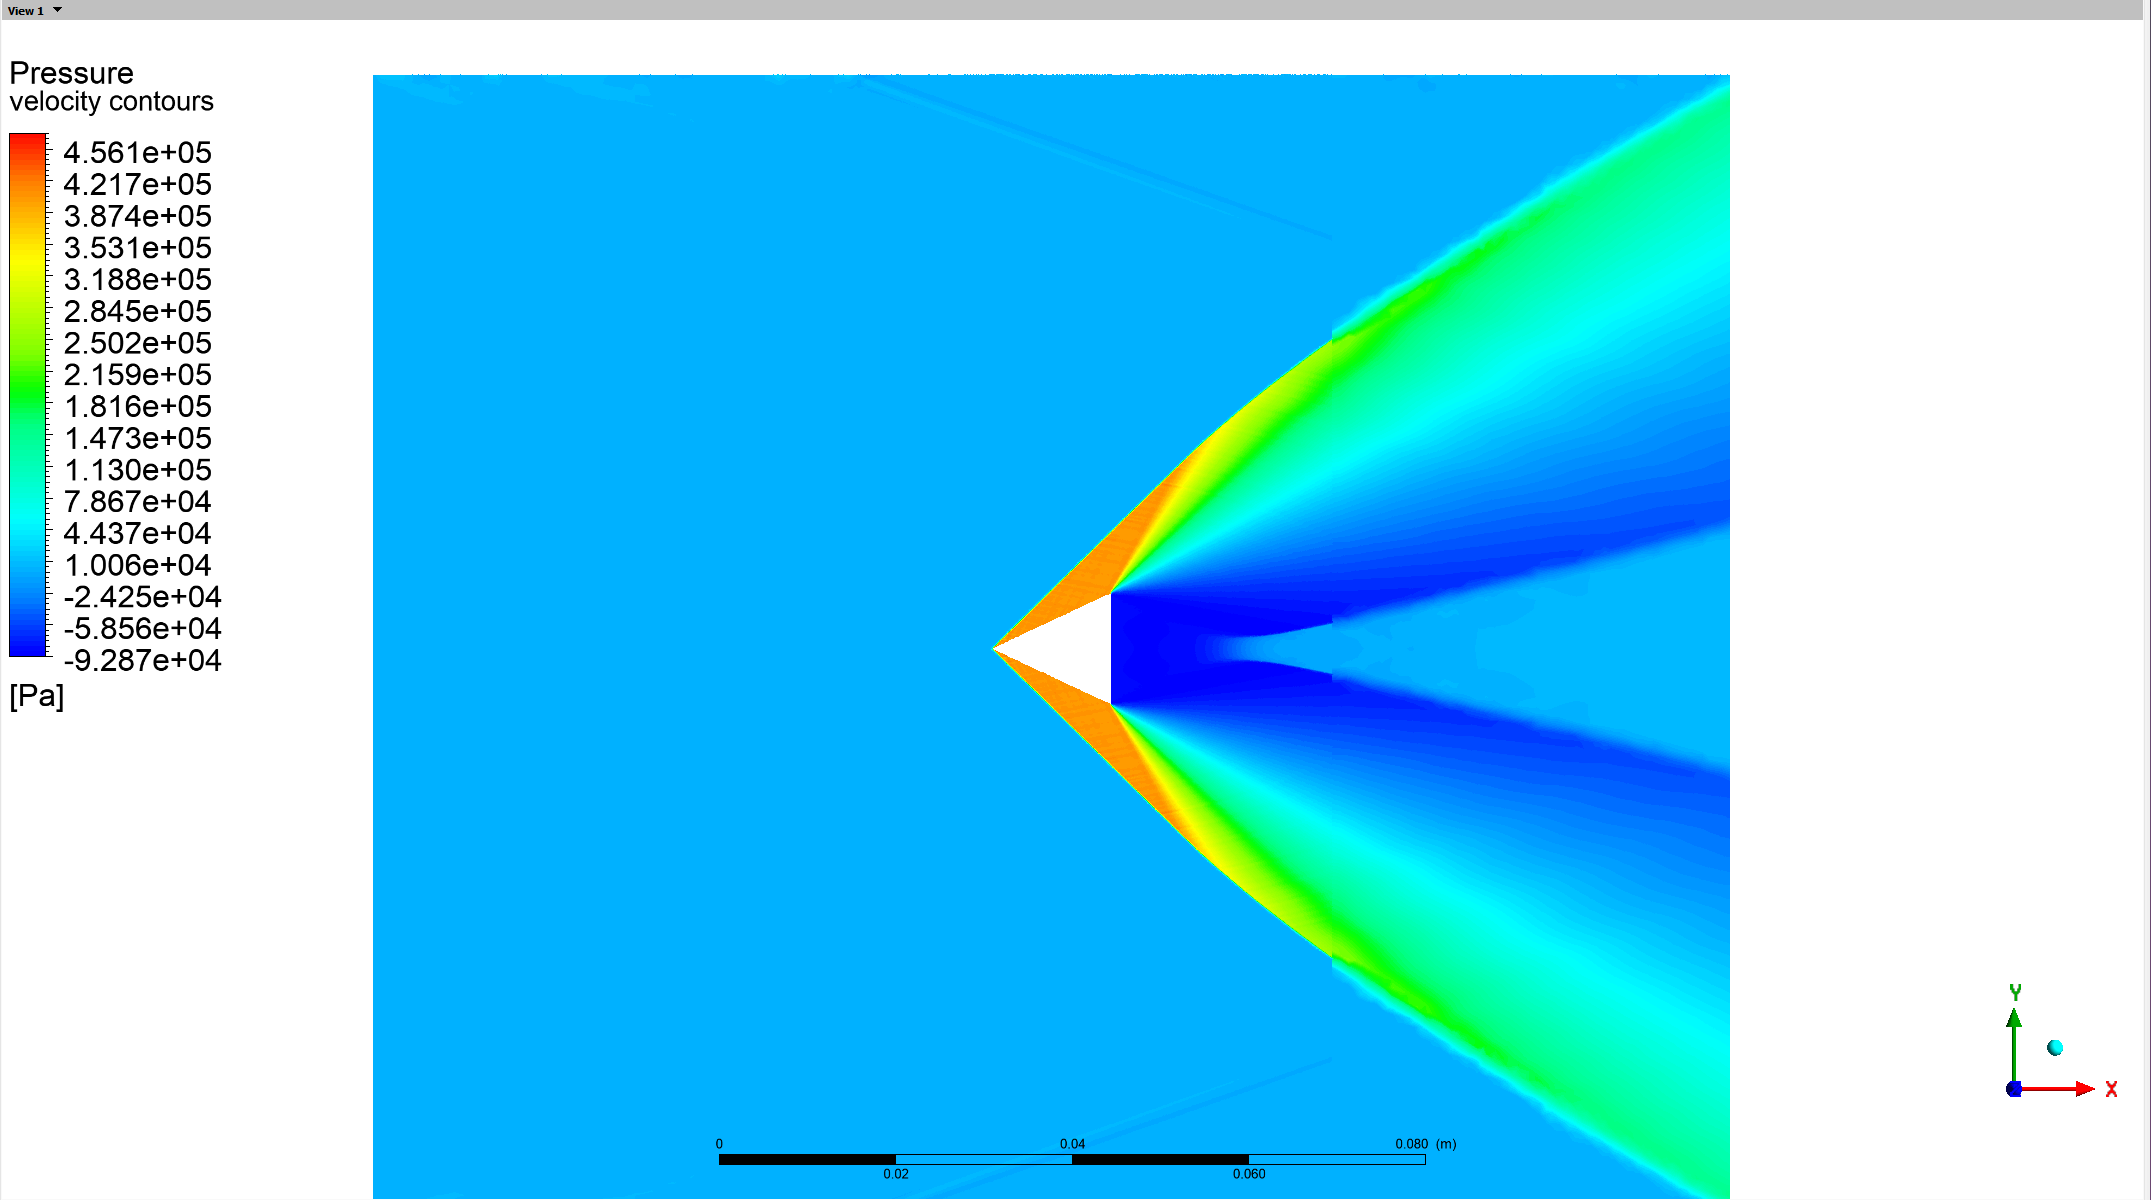 View 1
Pressure
velocity contours
4.561e+05
4.217e+05
3.874e+05
3.531e+05
3.188e+05
2.845e+05
2.502e+05
2.159e+05
1.816e+05
1.473e+05
1.130e+05
7.867e+04
4.437e+04
1.006e+04
-2.425e+04
-5.856e+04
-9.287e+04
[Pa]
Y
X
0 0.04 0.080 (m)
0.02 0.060